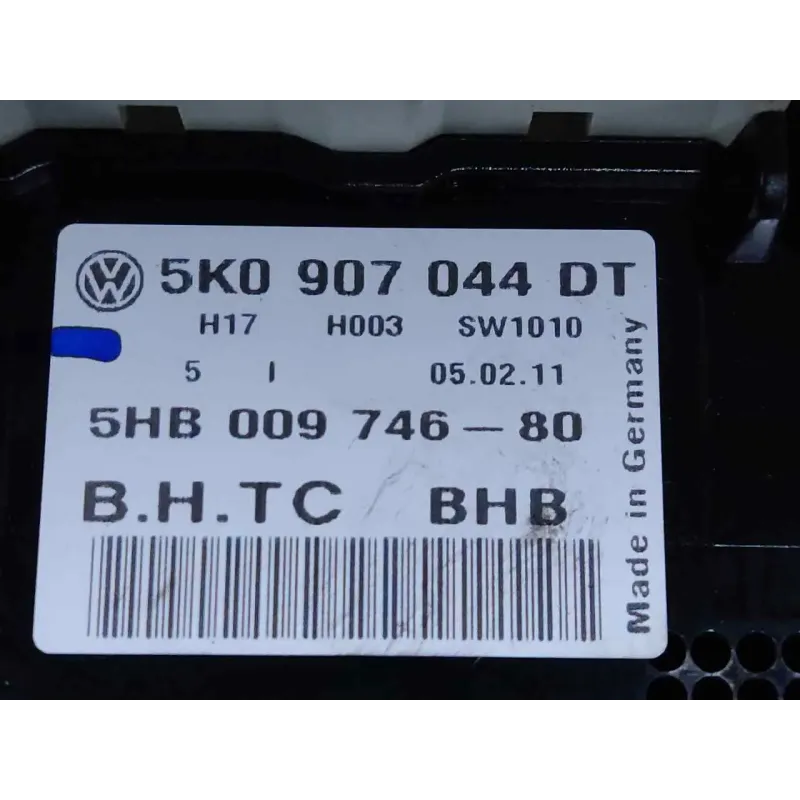 5K0 907 044 DT
H17 H003 SW1010
5 I 05.02.11
5HB 009 746-80
B.H.TC BHB
Made in Germany